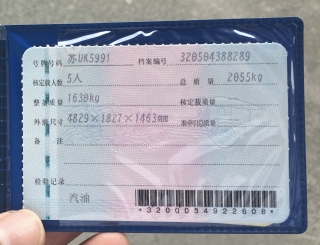 号牌号码 苏UK5991 档案编号 320504388289
核定载人数 5人 总质量 2055kg
整备质量 1630kg 核定载质量
外廓尺寸 4829×1827×1463mm 准牵引总质量
备注
检验记录
汽油
*3200034922608*